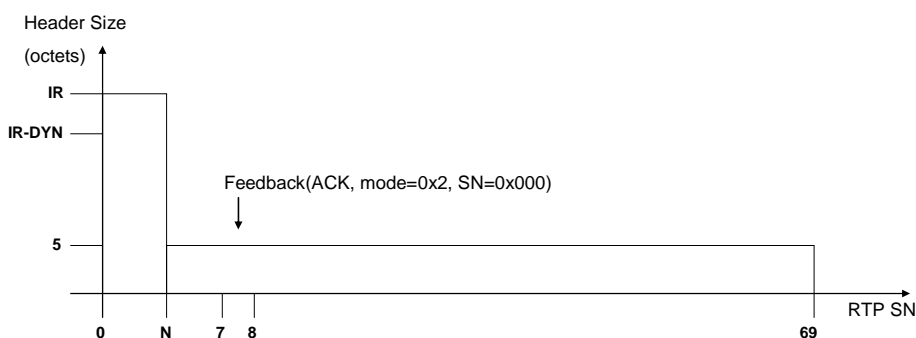 Header Size
(octets)
IR
IR-DYN
Feedback(ACK, mode=0x2, SN=0x000)
5
RTP SN
0 N 7 8 69